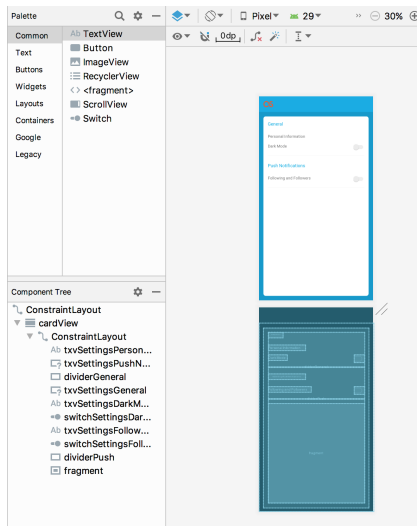 Palette
Pixel
29
30%
Common
Ab TextView
Text
Button
Buttons
ImageView
Widgets
RecyclerView
Layouts
<> <fragment>
Containers
ScrollView
Google
Switch
Legacy
0dp
General
Personal Information
Dark Mode
Push Notifications
Following and Followers
Component Tree
ConstraintLayout
cardView
ConstraintLayout
Ab txvSettingsPerson...
txvSettingsPushN...
dividerGeneral
txvSettingsGeneral
Ab txvSettingsDarkM...
switchSettingsDar...
Ab txvSettingsFollow...
switchSettingsFoll...
dividerPush
fragment